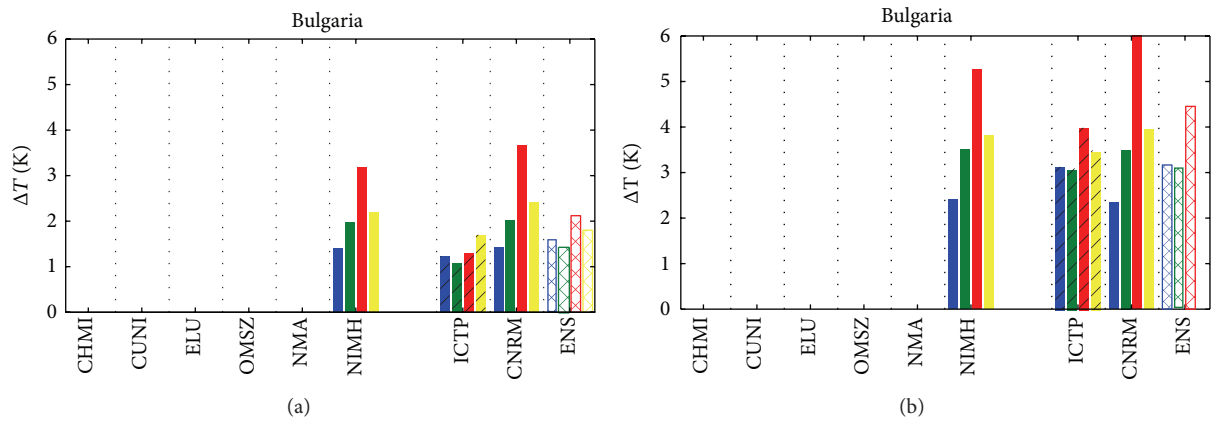 Bulgaria
6
5
4
3
2
1
0
ΔT (K)
CHMI
CUNI
ELU
OMSZ
NMA
NIMH
ICTP
CNRM
ENS
(a)
Bulgaria
6
5
4
3
2
1
0
ΔT (K)
CHMI
CUNI
ELU
OMSZ
NMA
NIMH
ICTP
CNRM
ENS
(b)